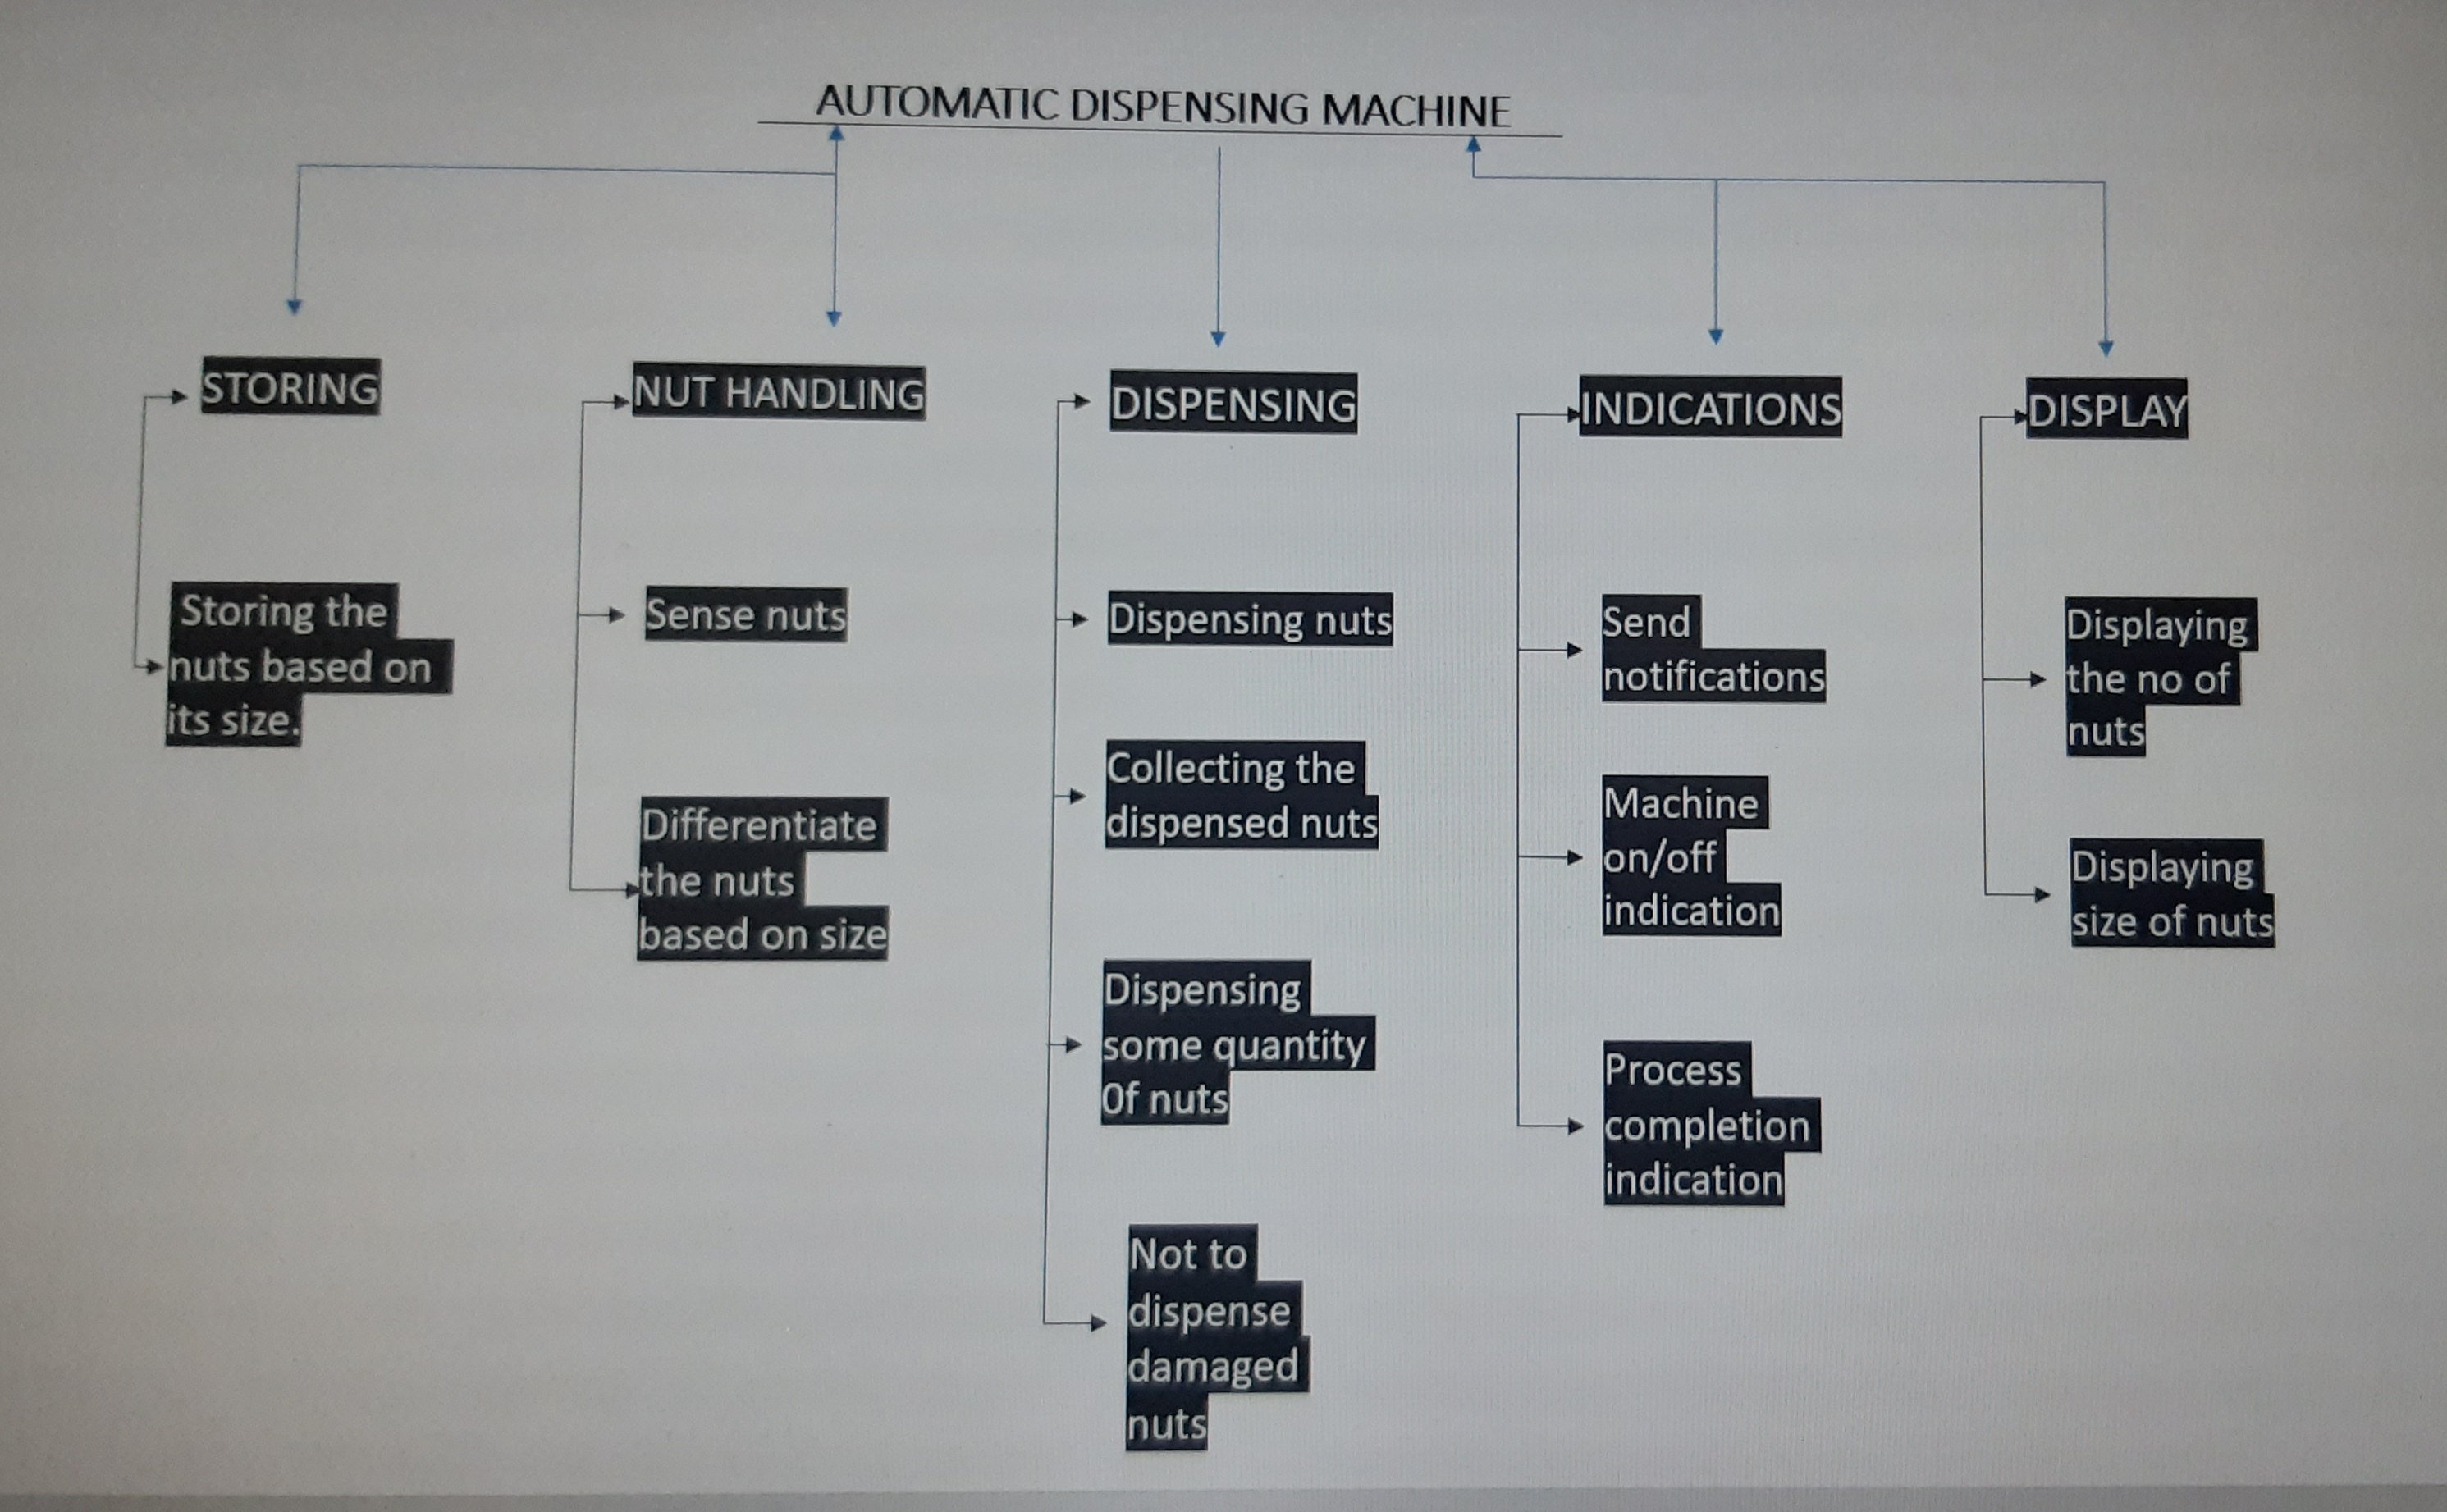 AUTOMATIC DISPENSING MACHINE
STORING
Storing the
nuts based on
its size.
NUT HANDLING
Sense nuts
Differentiate
the nuts
based on size
DISPENSING
Dispensing nuts
Collecting the
dispensed nuts
Dispensing
some quantity
Of nuts
Not to
dispense
damaged
nuts
INDICATIONS
Send
notifications
Machine
on/off
indication
Process
completion
indication
DISPLAY
Displaying
the no of
nuts
Displaying
size of nuts